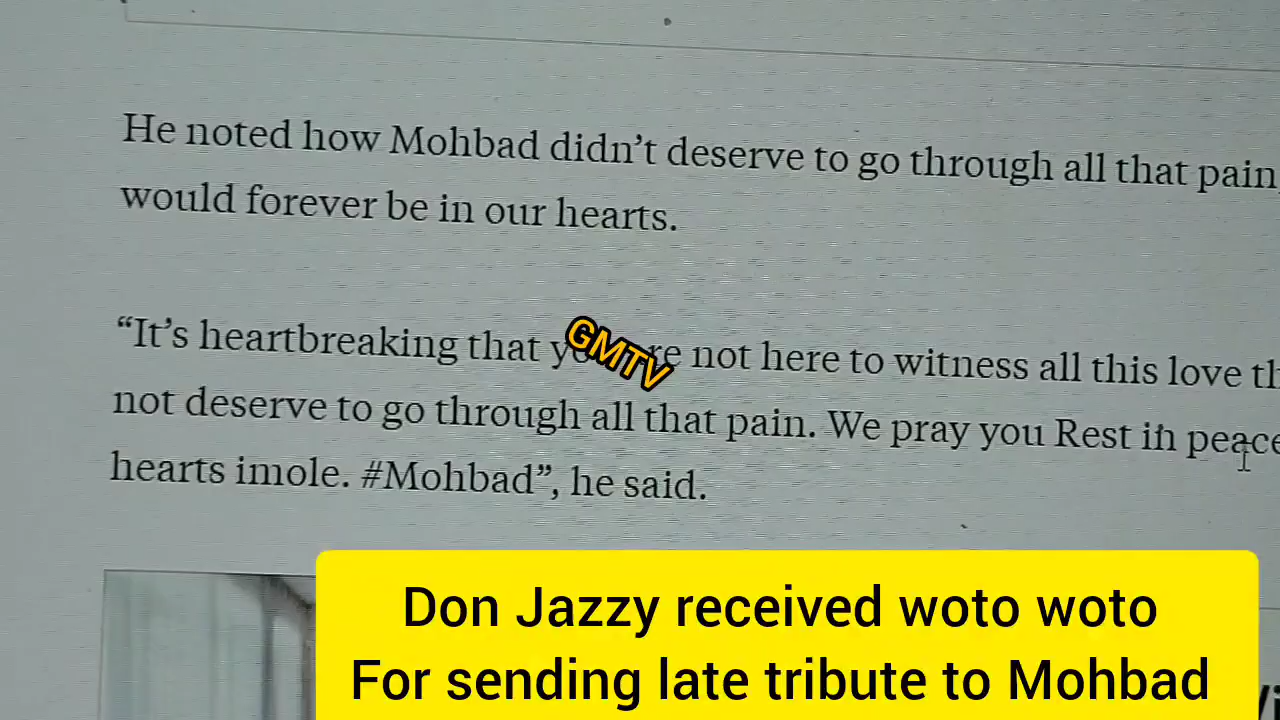 He noted how Mohbad didn’t deserve to go through all that pain,
would forever be in our hearts.
“It’s heartbreaking that re not here to witness all this love th
not deserve to go through all that pain. We pray you Rest in peace
hearts imole. #Mohbad”, he said.
GMTV
Don Jazzy received woto woto
For sending late tribute to Mohbad